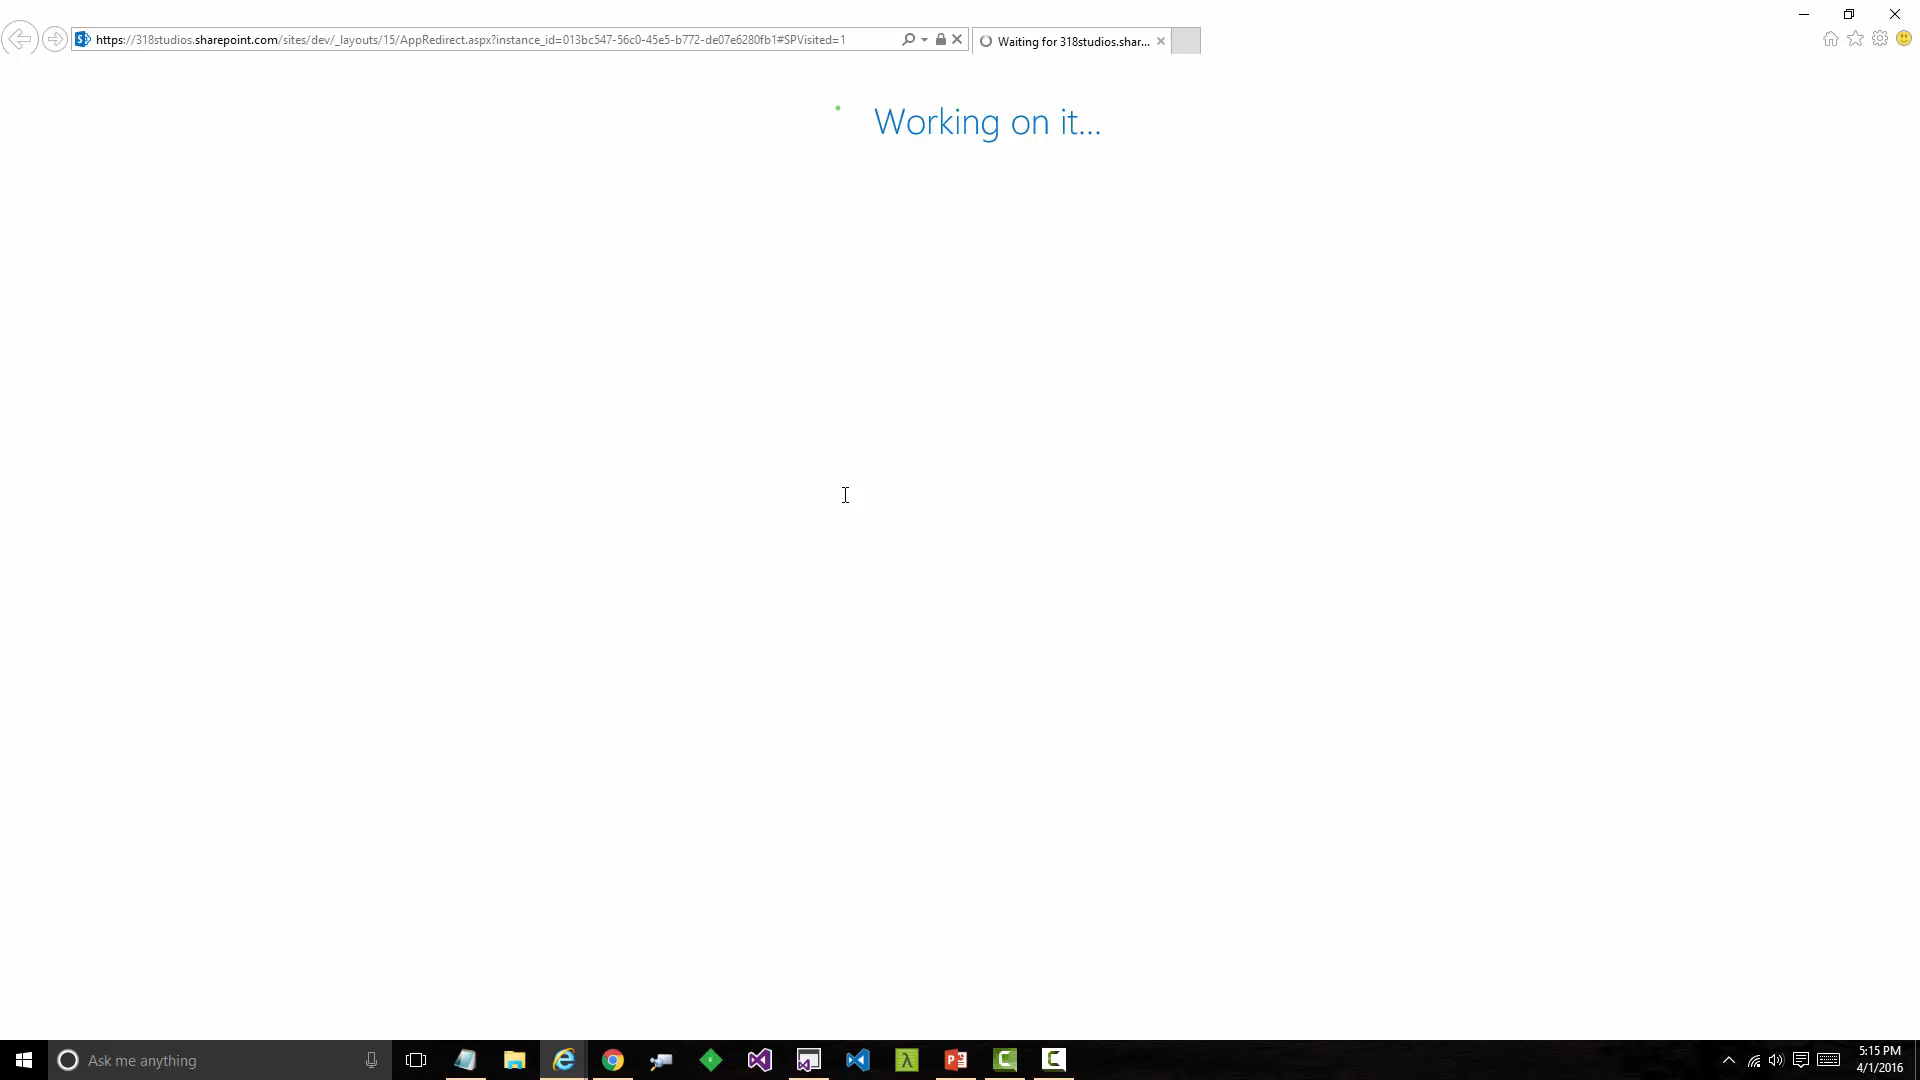 https://318studios.sharepoint.com/sites/dev/_layouts/15/AppRedirect.aspx?instance_id=013bc547-56c0-45e5-b772-de07e6280fb1#SPVisited=1
Waiting for 318studios.shar...
Working on it...
Ask me anything
5:15 PM
4/1/2016